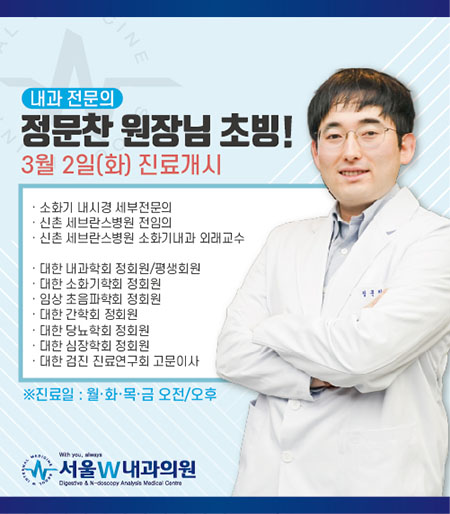 내과 전문의
정문찬 원장님 초빙!
3월 2일(화) 진료개시
· 소화기 내시경 세부전문의
· 신촌 세브란스병원 전임의
· 신촌 세브란스병원 소화기내과 외래교수
· 대한 내과학회 정회원/평생회원
· 대한 소화기학회 정회원
· 임상 초음파학회 정회원
· 대한 간학회 정회원
· 대한 당뇨학회 정회원
· 대한 심장학회 정회원
· 대한 검진 진료연구회 고문이사
※진료일 : 월·화·목·금 오전/오후
With you, always
서울W내과의원
Digestive & N-doscopy Analysis Medical Centre